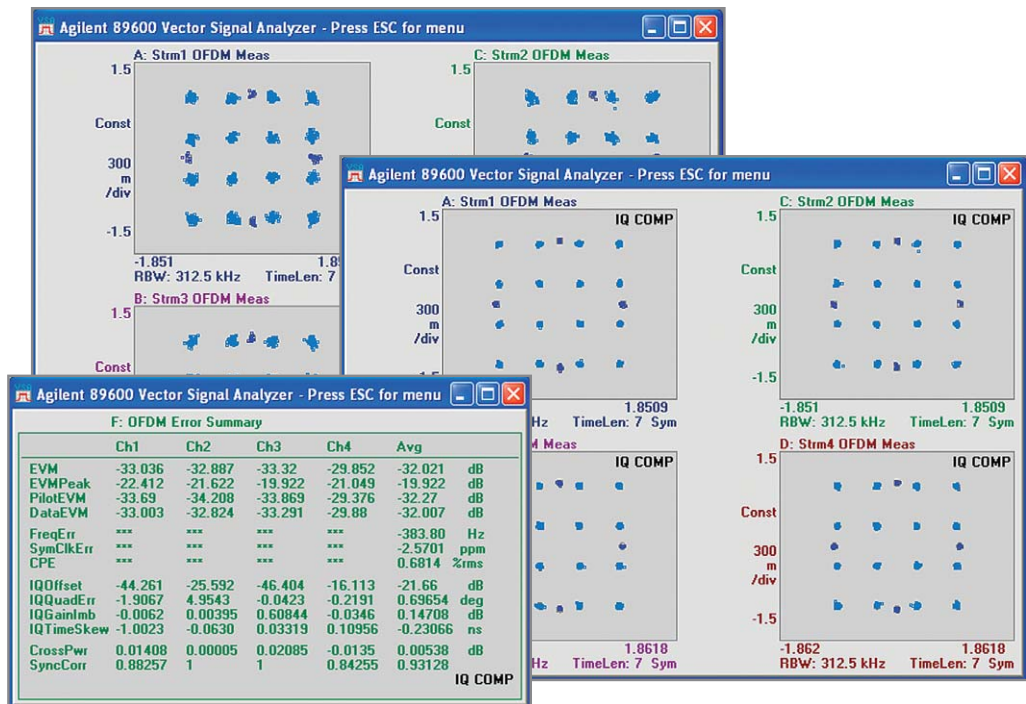 Agilent 89600 Vector Signal Analyzer - Press ESC for menu
A: Strm1 OFDM Meas
1.5
Const
300
m
/div
-1.5
-1.851
RBW: 312.5 kHz TimeLen: 7
C: Strm2 OFDM Meas
1.5
Const
B: Strm3 OFDM Meas
1.5
Const
Agilent 89600 Vector Signal Analyzer - Press ESC for menu
A: Strm1 OFDM Meas
1.5
IQ COMP
Const
300
m
/div
TimeLen: 7 Sym
1.8509
C: Strm2 OFDM Meas
1.5
IQ COMP
Const
300
m
/div
-1.5
-1.851 1.8509
RBW: 312.5 kHz TimeLen: 7 Sym
Meas
IQ COMP
1.8618
Hz TimeLen: 7 Sym
D: Strm4 OFDM Meas
1.5
IQ COMP
Const
300
m
/div
-1.5
-1.862 1.8618
RBW: 312.5 kHz TimeLen: 7 Sym
Agilent 89600 Vector Signal Analyzer - Press ESC for menu
F: OFDM Error Summary
Ch1 Ch2 Ch3 Ch4 Avg
EVM -33.036 -32.887 -33.32 -29.852 -32.021 dB
EVMPeak -22.412 -21.622 -19.922 -21.049 -19.922 dB
PilotEVM -33.69 -34.208 -33.869 -29.376 -32.27 dB
DataEVM -33.003 -32.824 -33.291 -29.88 -32.007 dB
FreqErr *** *** *** *** -383.80 Hz
SymClkErr *** *** *** *** -2.5701 ppm
CPE *** *** *** *** 0.6814 %rms
IQOffset -44.261 -25.592 -46.404 -16.113 -21.66 dB
IQQuadErr -1.9067 4.9543 -0.0423 -0.2191 0.69654 deg
IQGainImb -0.0062 0.00395 0.60844 -0.0346 0.14708 dB
IQTimeSkew -1.0023 -0.0630 0.03319 0.10956 -0.23066 ns
CrossPwr 0.01408 0.00005 0.02085 -0.0135 0.00538 dB
SyncCorr 0.88257 1 1 0.84255 0.93128
IQ COMP